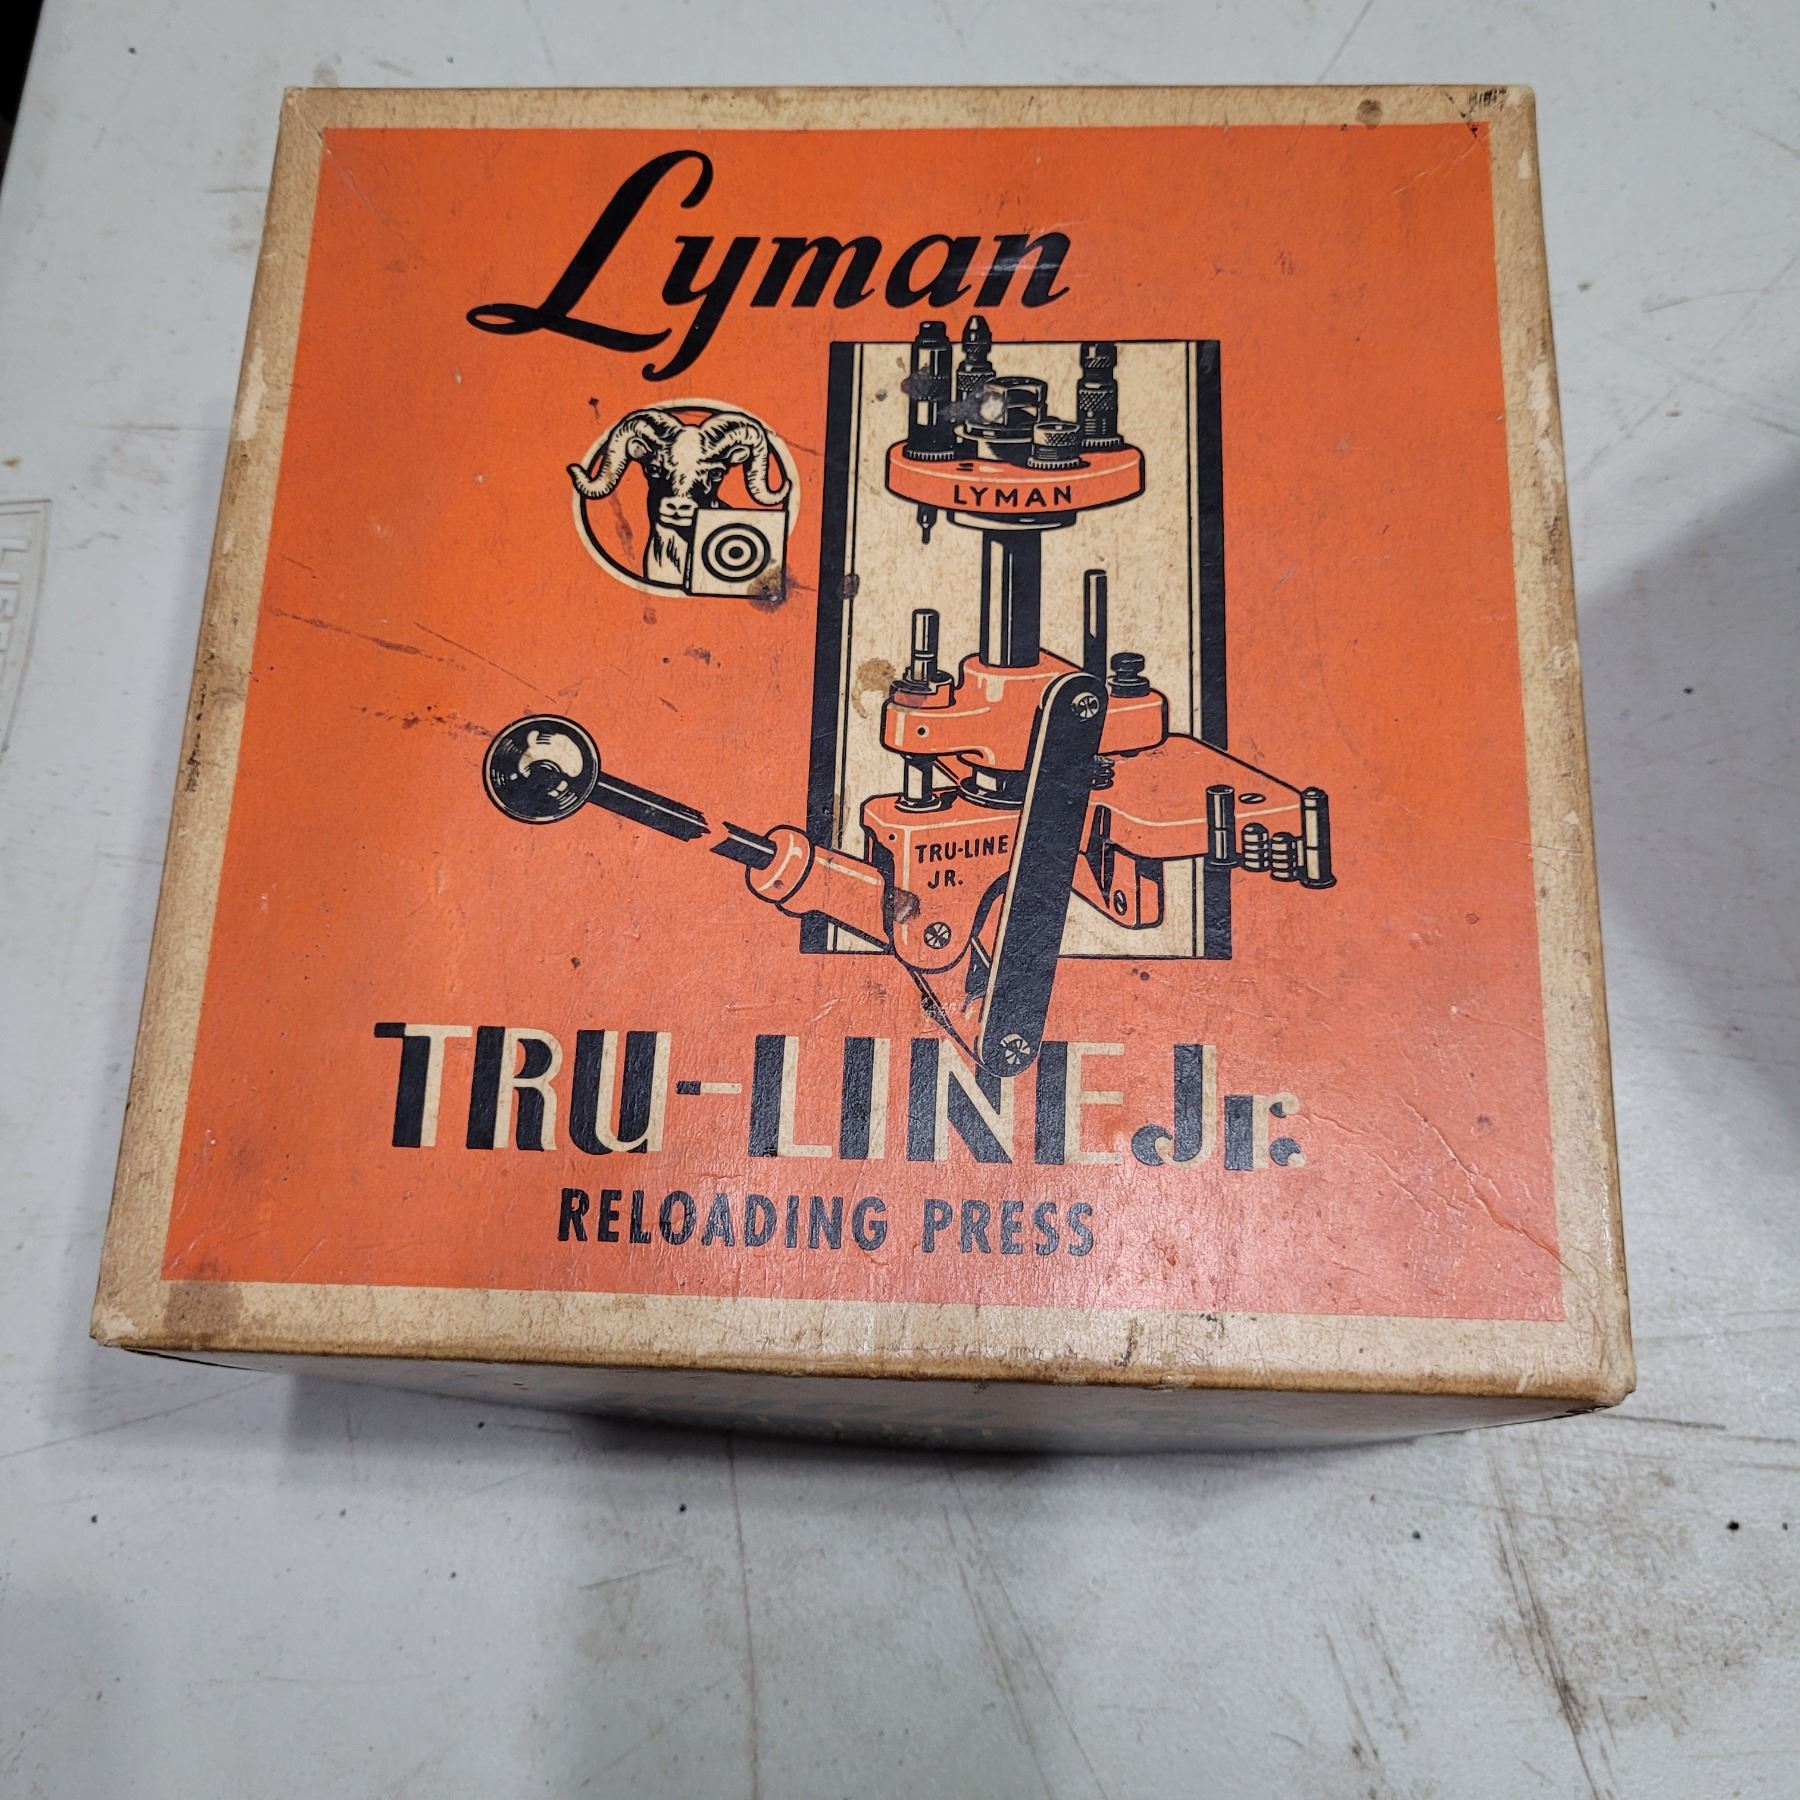 Lyman
LYMAN
TRU-LINE
JR.
TRU-LINE Jr.
RELOADING PRESS